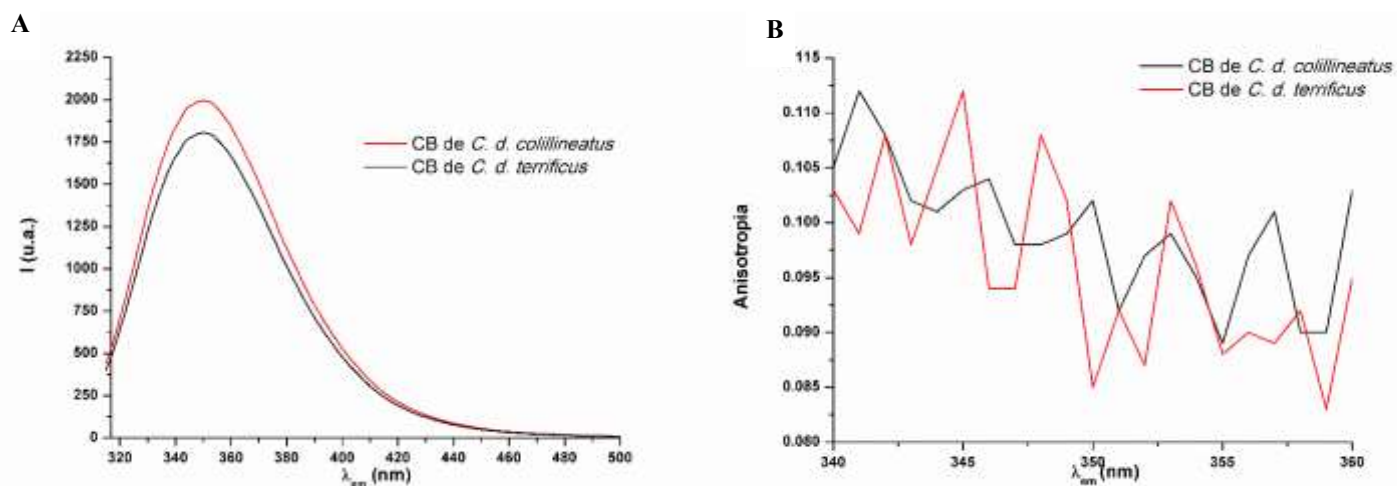 A
2250
2000
1750
1500
1250
1000
750
500
250
0
I (u.a.)
320 340 360 380 400 420 440 460 480 500
λem (nm)
CB de C. d. colillineatus
CB de C. d. terrificus
B
115
0.110
0.105
0.100
0.095
0.090
0.085
0.080
Anisotropia
340 345 350 355 360
λem (nm)
CB de C. d. colillineatus
CB de C. d. terrificus